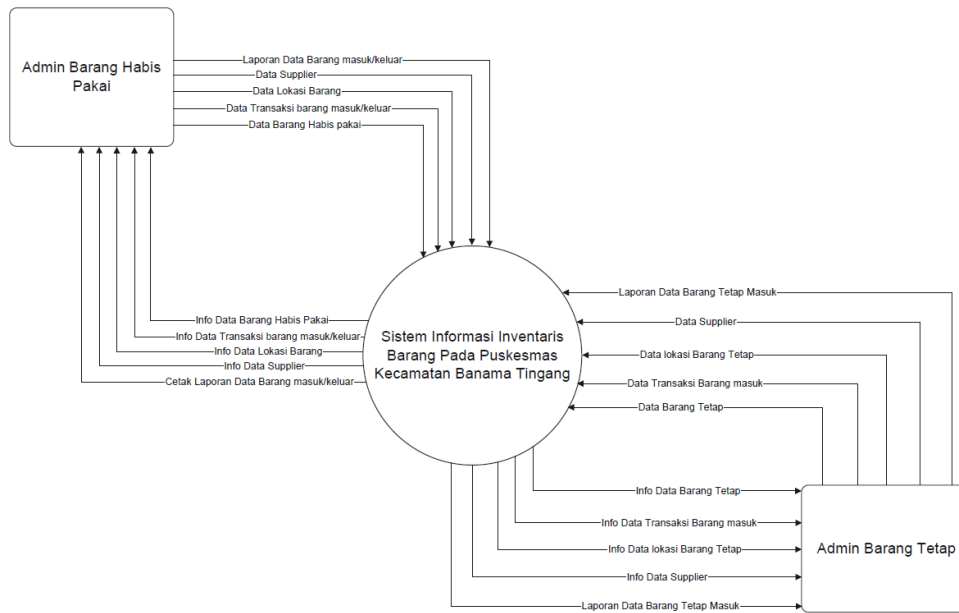 Admin Barang Habis
Pakai
Laporan Data Barang masuk/keluar
Data Supplier
Data Lokasi Barang
Data Transaksi barang masuk/keluar
Data Barang Habis pakai
Info Data Barang Habis Pakai
Info Data Transaksi barang masuk/keluar
Info Data Lokasi Barang
Info Data Supplier
Cetak Laporan Data Barang masuk/keluar
Sistem Informasi Inventaris
Barang Pada Puskesmas
Kecamatan Banama Tingang
Laporan Data Barang Tetap Masuk
Data Supplier
Data lokasi Barang Tetap
Data Transaksi Barang masuk
Data Barang Tetap
Info Data Barang Tetap
Info Data Transaksi Barang masuk
Info Data lokasi Barang Tetap
Info Data Supplier
Laporan Data Barang Tetap Masuk
Admin Barang Tetap